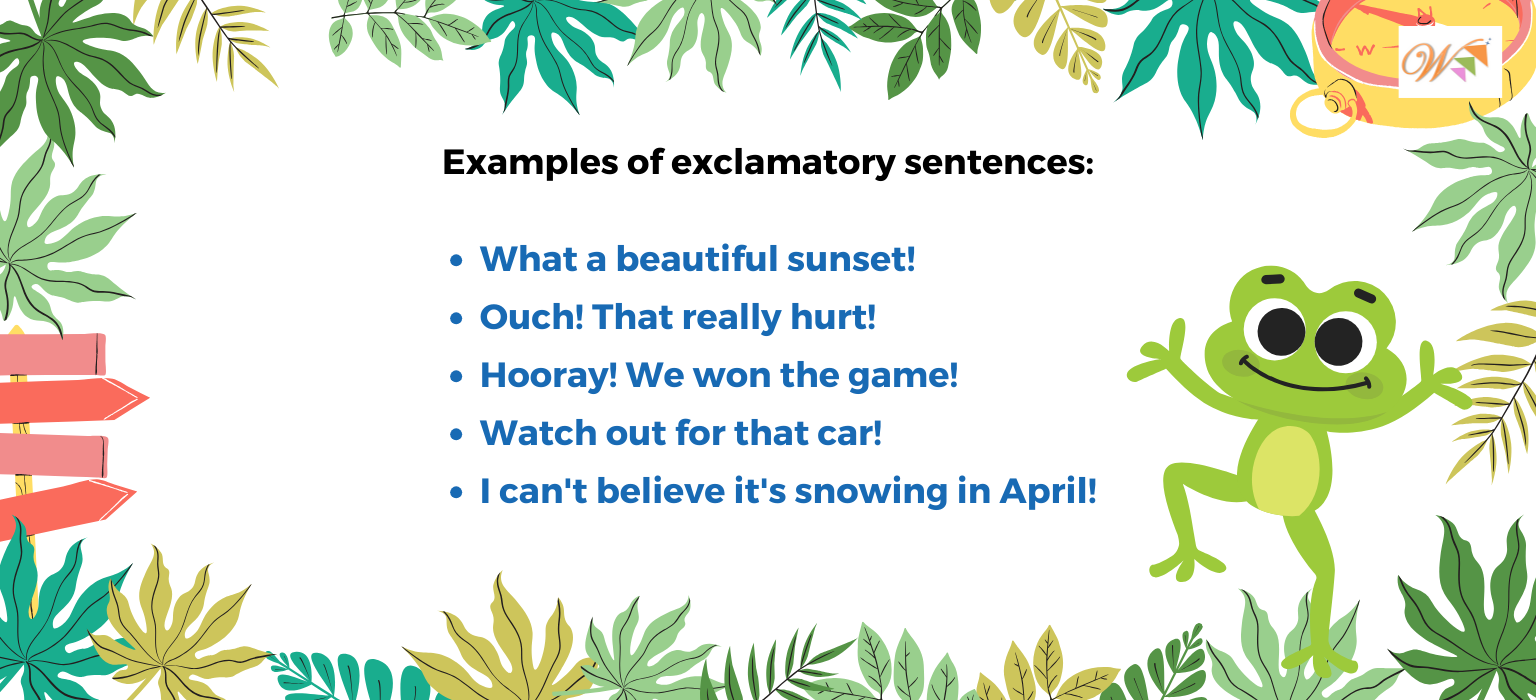 N
W
W
Examples of exclamatory sentences:
• What a beautiful sunset!
• Ouch! That really hurt!
• Hooray! We won the game!
• Watch out for that car!
• I can't believe it's snowing in April!